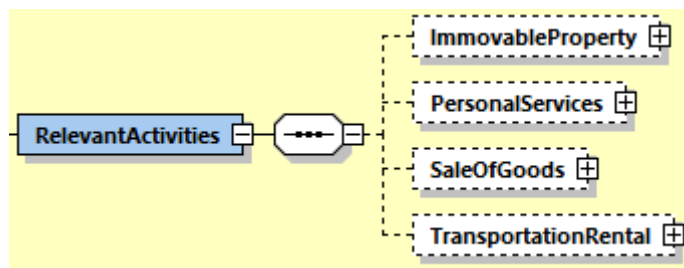 ImmovableProperty
PersonalServices
RelevantActivities
SaleOfGoods
TransportationRental